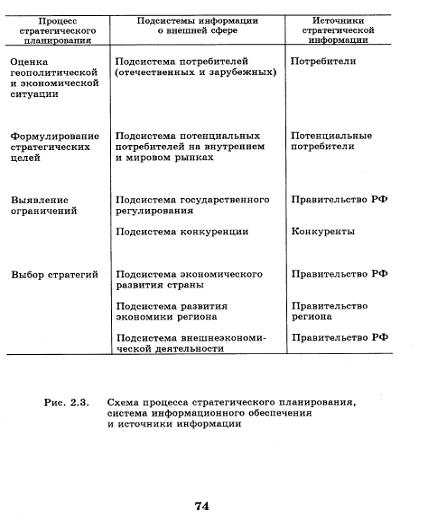 Процесс
стратегического
планирования
Подсистемы информации
о внешней сфере
Источники
стратегической
информации
Оценка
геополитической
и экономической
ситуации
Подсистема потребителей
(отечественных и зарубежных)
Потребители
Формулирование
стратегических
целей
Подсистема потенциальных
потребителей на внутреннем
и мировом рынках
Потенциальные
потребители
Выявление
ограничений
Подсистема государственного
регулирования
Правительство РФ
Подсистема конкуренции
Конкуренты
Выбор стратегий
Подсистема экономического
развития страны
Правительство РФ
Подсистема развития
экономики региона
Правительство
региона
Подсистема внешнеэкономи-
ческой деятельности
Правительство РФ
Рис. 2.3. Схема процесса стратегического планирования,
система информационного обеспечения
и источники информации
74